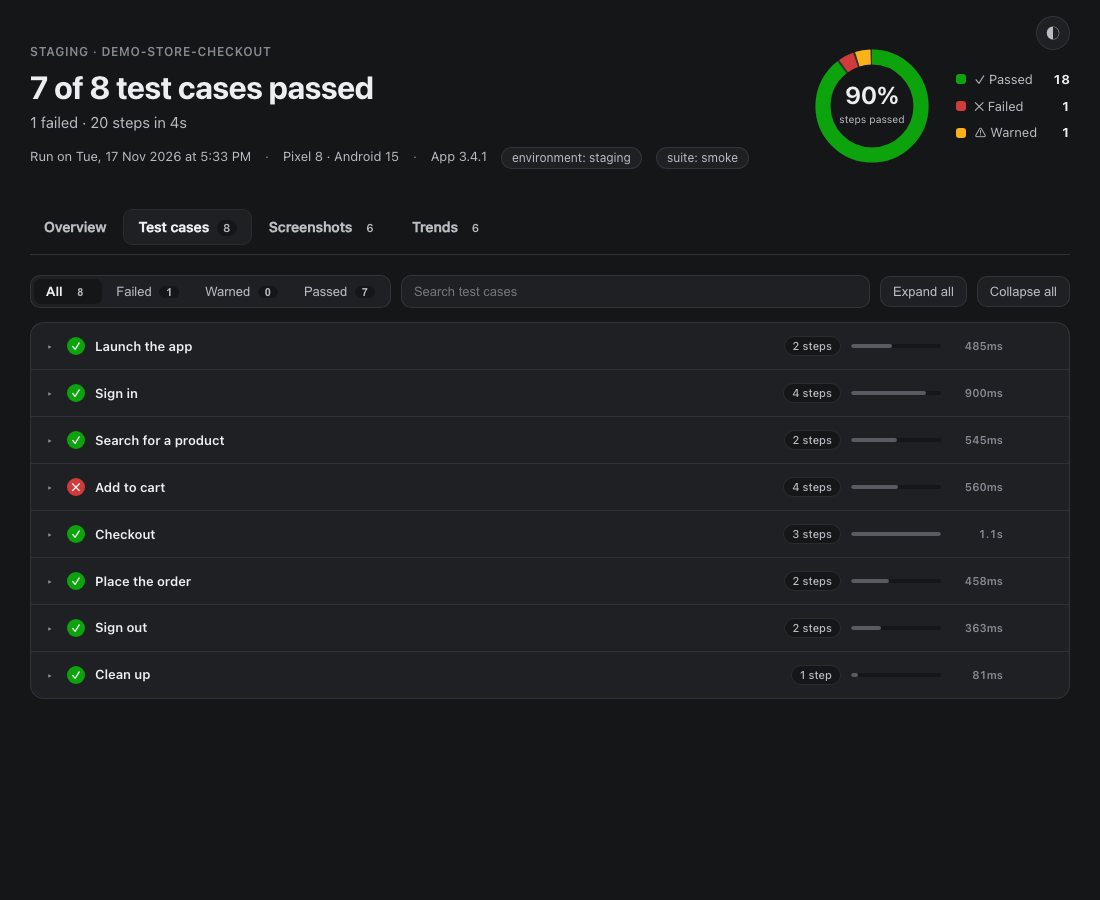 STAGING · DEMO-STORE-CHECKOUT
7 of 8 test cases passed
1 failed · 20 steps in 4s
Run on Tue, 17 Nov 2026 at 5:33 PM · Pixel 8 · Android 15 · App 3.4.1 environment: staging suite: smoke
90%
steps passed
Passed 18
Failed 1
Warned 1
Overview Test cases 8 Screenshots 6 Trends 6
All 8 Failed 1 Warned 0 Passed 7 Search test cases Expand all Collapse all
Launch the app 2 steps 485ms
Sign in 4 steps 900ms
Search for a product 2 steps 545ms
Add to cart 4 steps 560ms
Checkout 3 steps 1.1s
Place the order 2 steps 458ms
Sign out 2 steps 363ms
Clean up 1 step 81ms